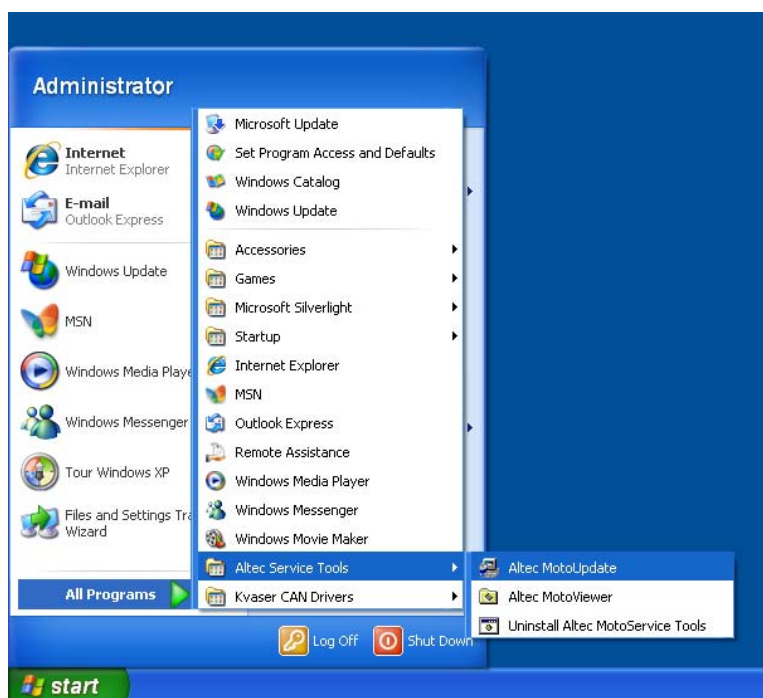 Administrator
Internet
Internet Explorer
E-mail
Outlook Express
Windows Update
MSN
Windows Media Playe
Windows Messenger
Tour Windows XP
Files and Settings Tra
Wizard
All Programs
Microsoft Update
Set Program Access and Defaults
Windows Catalog
Windows Update
Accessories
Games
Microsoft Silverlight
Startup
Internet Explorer
MSN
Outlook Express
Remote Assistance
Windows Media Player
Windows Messenger
Windows Movie Maker
Altec Service Tools
Kvaser CAN Drivers
Altec MotoUpdate
Altec MotoViewer
Uninstall Altec MotoService Tools
Log Off
Shut Down
start